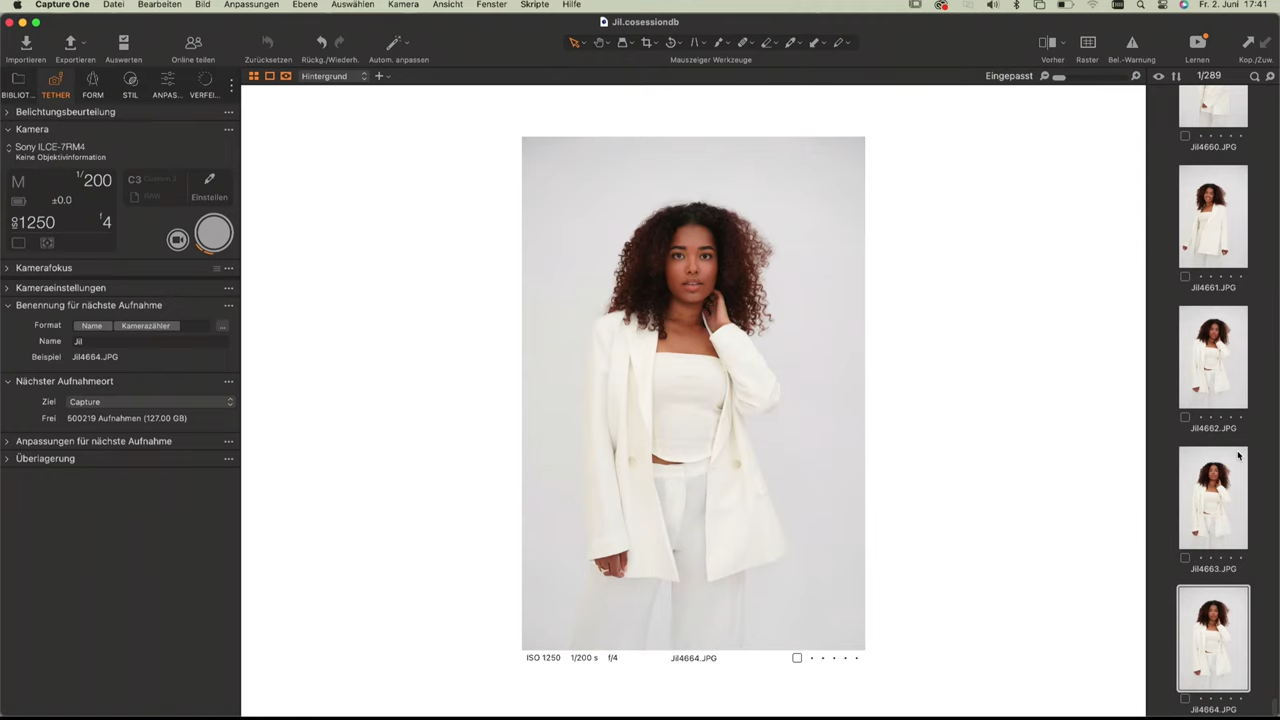 Capture One Datei Bearbeiten Bild Anpassungen Ebene Auswählen Kamera Ansicht Fenster Skripte Hilfe Fr. 2. Juni 17:41
Jil.cosessiondb
Importieren Exportieren Auswerten Online teilen Zurücksetzen Rückg./Wiederh. Autom. anpassen Mauszeiger Werkzeuge Vorher Raster Bel.-Warnung Lernen Kop./Zuw.
Hintergrund Eingepasst 1/289
BIBLIOT... TETHER FORM STIL ANPAS... VERFEI...
Belichtungsbeurteilung
Kamera
Sony ILCE-7RM4
Keine Objektivinformation
M 1/200 C3 Custom 3
±0.0 RAW Einstellen
ISO 1250 f4
Kamerafokus
Kameraeinstellungen
Benennung für nächste Aufnahme
Format Name Kamerazähler ...
Name Jil
Beispiel Jil4664.JPG
Nächster Aufnahmeort
Ziel Capture
Frei 500219 Aufnahmen (127.00 GB)
Anpassungen für nächste Aufnahme
Überlagerung
ISO 1250 1/200 s f/4 Jil4664.JPG
Jil4660.JPG
Jil4661.JPG
Jil4662.JPG
Jil4663.JPG
Jil4664.JPG